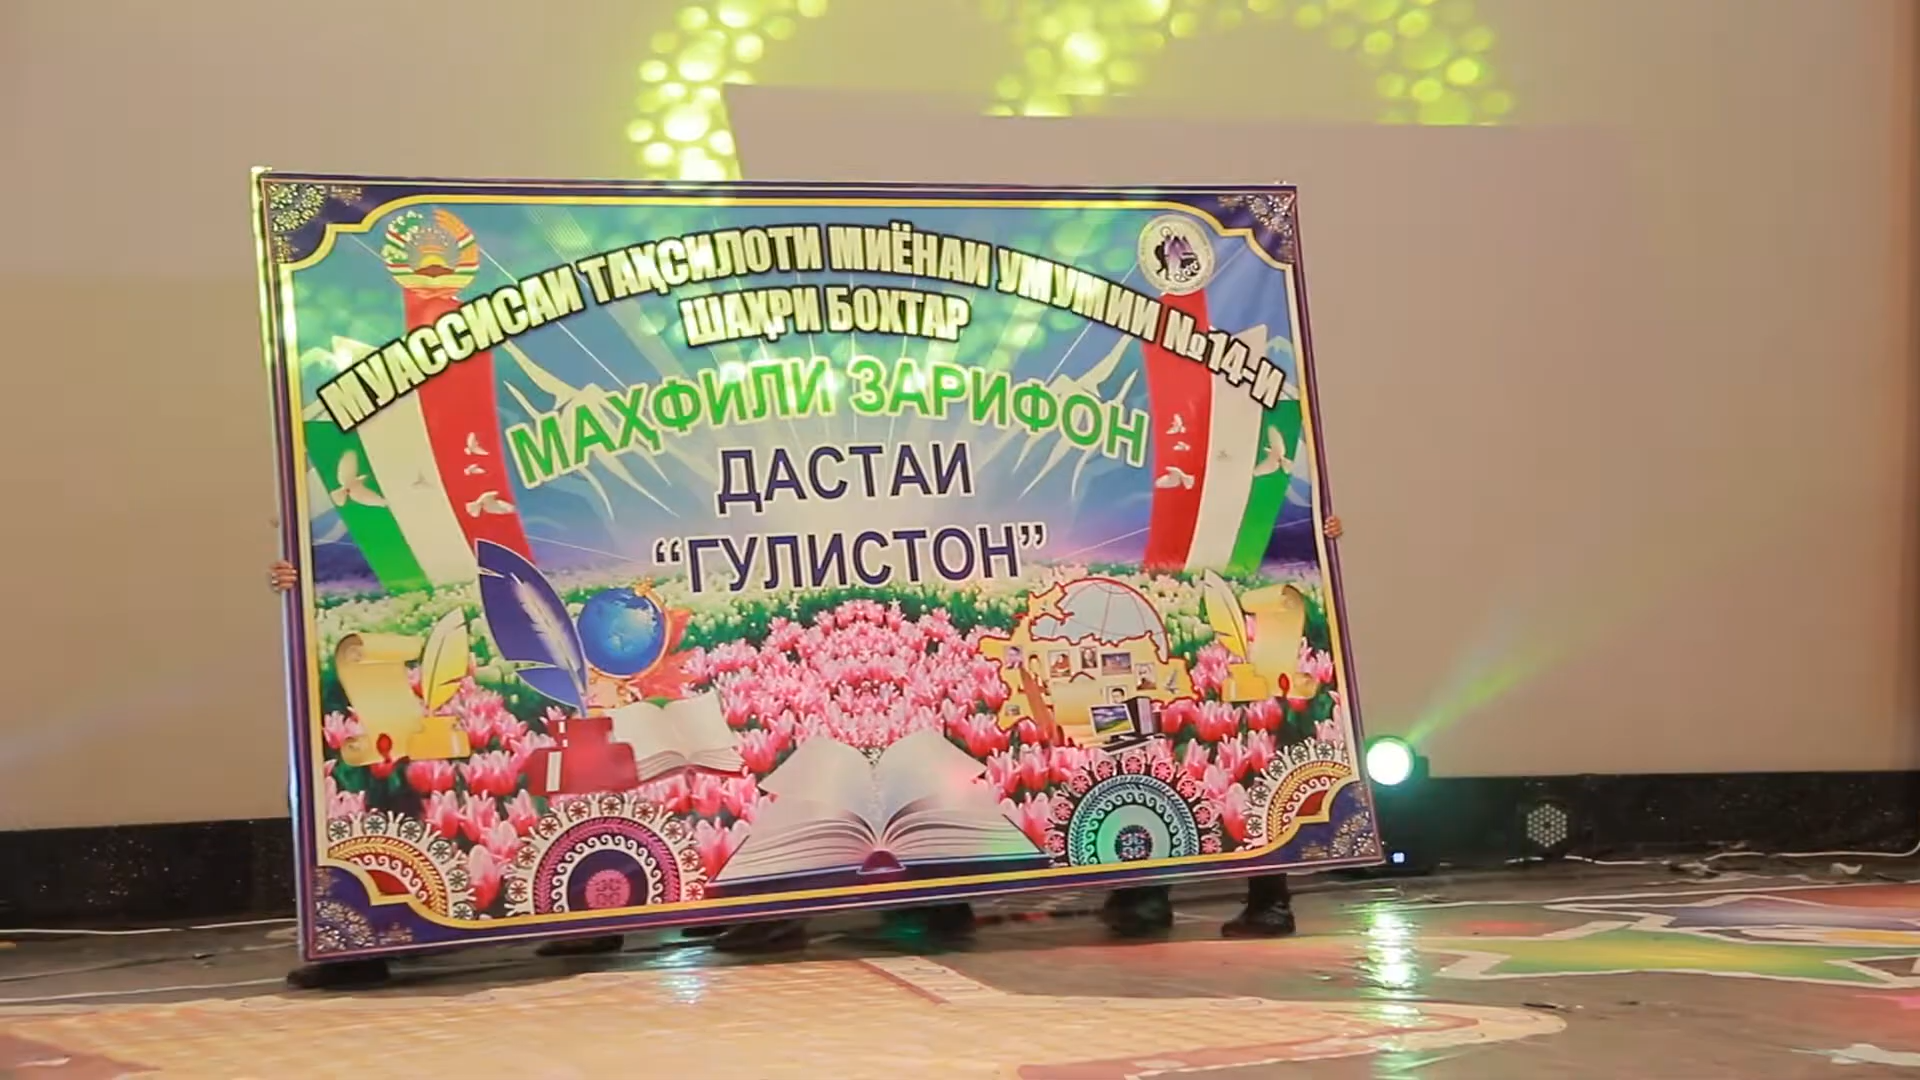 МУАССИСАИ ТАҲСИЛОТИ МИЁНАИ УМУМИИ №14-И
ШАҲРИ БОХТАР
МАҲФИЛИ ЗАРИФОН
ДАСТАИ
“ГУЛИСТОН”